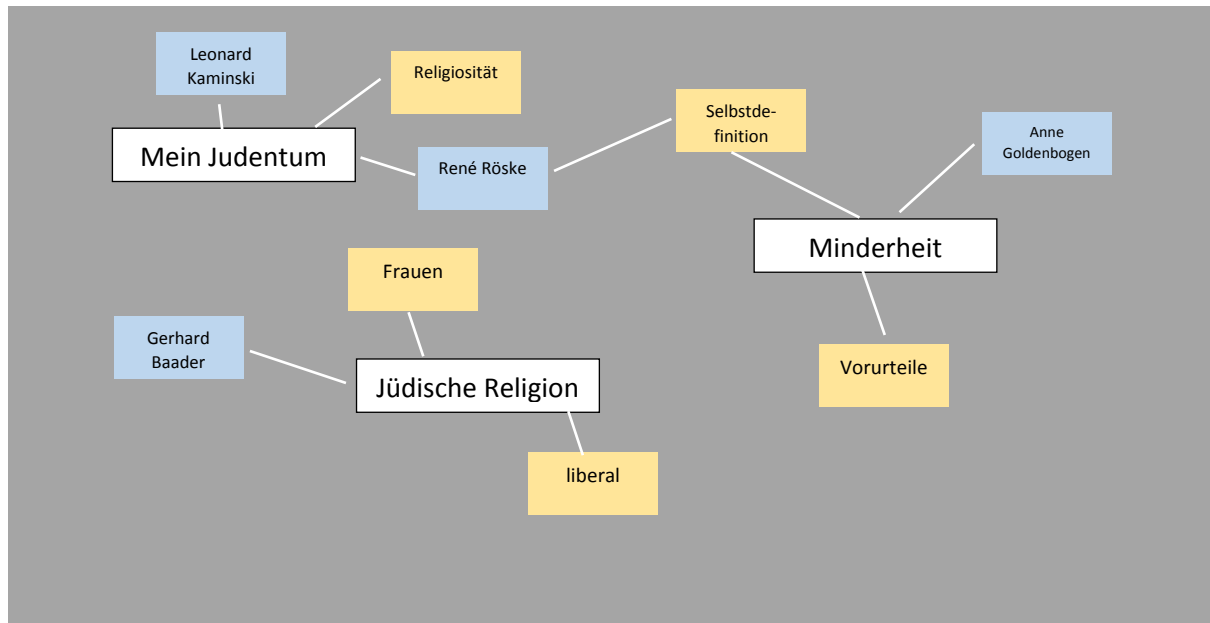 Leonard
Kaminski
Religiosität
Selbstde-
finition
Anne
Goldenbogen
Mein Judentum
René Röske
Minderheit
Frauen
Gerhard
Baader
Jüdische Religion
Vorurteile
liberal